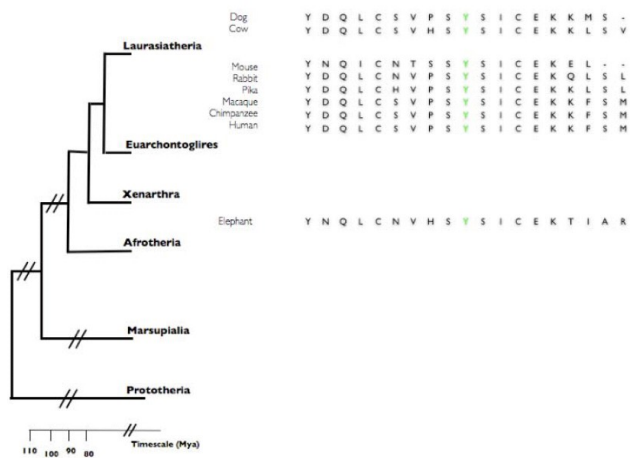 Dog Y D Q L C S V P S Y S I C E K K M S -
Cow Y D Q L C S V H S Y S I C E K K L S V
Laurasiatheria
Mouse Y N Q I C N T S S Y S I C E K E L - -
Rabbit Y D Q L C N V P S Y S I C E K Q L S L
Pika Y D Q L C H V P S Y S I C E K K L S L
Macaque Y D Q L C S V P S Y S I C E K K F S M
Chimpanzee Y D Q L C S V P S Y S I C E K K F S M
Human Y D Q L C S V P S Y S I C E K K F S M
Euarchontoglires
Xenarthra
Elephant Y N Q L C N V H S Y S I C E K T I A R
Afrotheria
Marsupialia
Prototheria
Timescale (Mya)
110 100 90 80